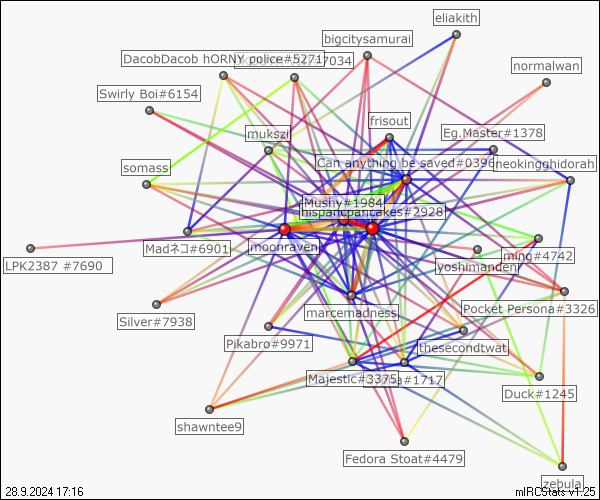 eliakith
bigcitysamurai
DacobDacob hORNY police#5271
7034
normalwan
Swirly Boi#6154
frisout
mukszi
Eg.Master#1378
Can anything be saved#0396
neokingghidorah
somass
Mushy#1984
hispanicpancakes#2928
Madネコ#6901
moonraven
ming#4742
yoshimanden
LPK2387 #7690
Pocket Persona#3326
Silver#7938
marcemadness
Pikabro#9971
thesecondtwat
Majestic#3375
#1717
Duck#1245
shawntee9
Fedora Stoat#4479
zebula
28.9.2024 17:16
mIRCStats v1.25